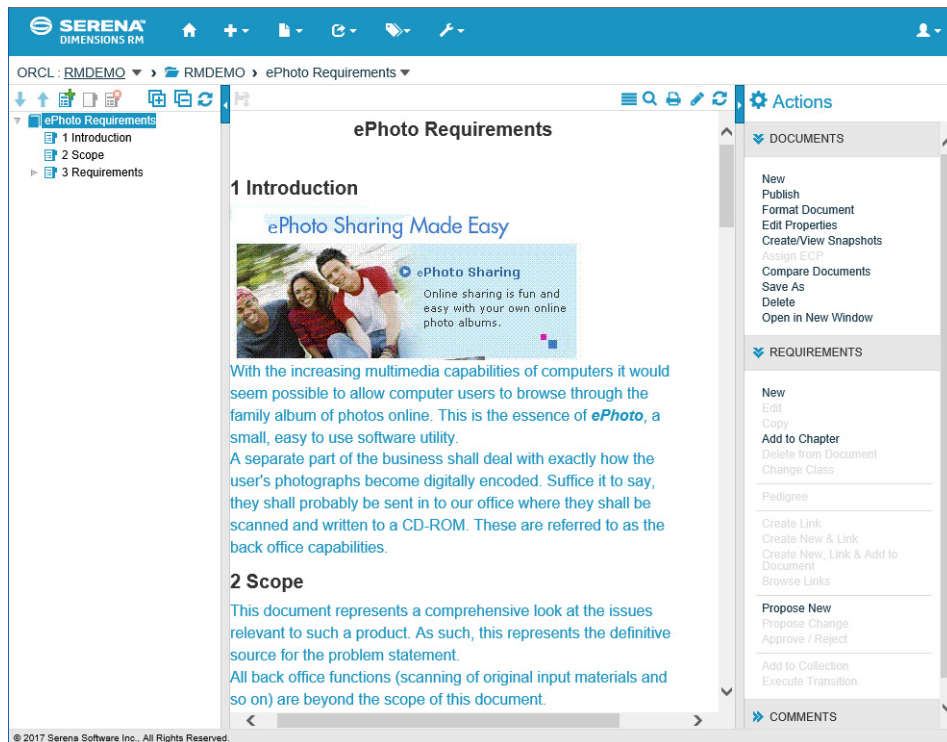 SERENA™
DIMENSIONS RM
ORCL : RMDEMO › RMDEMO › ePhoto Requirements
ePhoto Requirements
1 Introduction
2 Scope
3 Requirements
ePhoto Requirements
1 Introduction
ePhoto Sharing Made Easy
ePhoto Sharing
Online sharing is fun and
easy with your own online
photo albums.
With the increasing multimedia capabilities of computers it would
seem possible to allow computer users to browse through the
family album of photos online. This is the essence of ePhoto, a
small, easy to use software utility.
A separate part of the business shall deal with exactly how the
user's photographs become digitally encoded. Suffice it to say,
they shall probably be sent in to our office where they shall be
scanned and written to a CD-ROM. These are referred to as the
back office capabilities.
2 Scope
This document represents a comprehensive look at the issues
relevant to such a product. As such, this represents the definitive
source for the problem statement.
All back office functions (scanning of original input materials and
so on) are beyond the scope of this document.
Actions
DOCUMENTS
New
Publish
Format Document
Edit Properties
Create/View Snapshots
Assign ECP
Compare Documents
Save As
Delete
Open in New Window
REQUIREMENTS
New
Edit
Copy
Add to Chapter
Delete from Document
Change Class
Pedigree
Create Link
Create New & Link
Create New, Link & Add to
Document
Browse Links
Propose New
Propose Change
Approve / Reject
Add to Collection
Execute Transition
COMMENTS
© 2017 Serena Software Inc., All Rights Reserved.